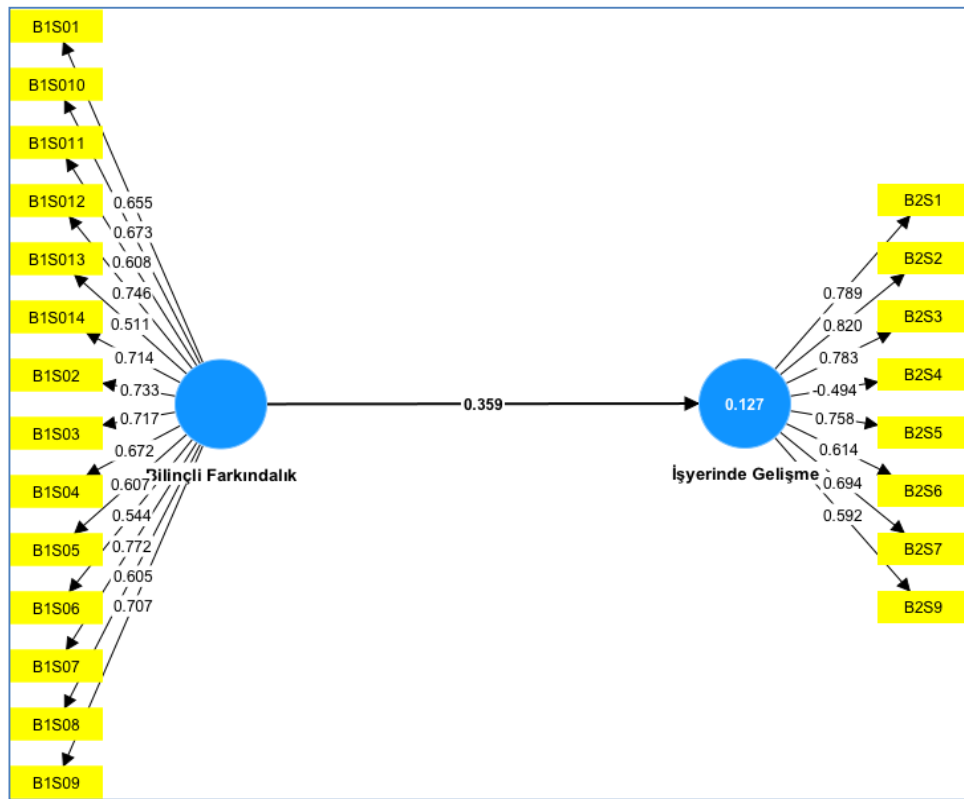 B1S01
B1S010
B1S011
B1S012
B1S013
B1S014
B1S02
B1S03
B1S04
B1S05
B1S06
B1S07
B1S08
B1S09
0.655
0.673
0.608
0.746
0.511
0.714
0.733
0.717
0.672
0.607
0.544
0.772
0.605
0.707
Bilinçli Farkındalık
0.359
0.127
İşyerinde Gelişme
0.789
0.820
0.783
-0.494
0.758
0.614
0.694
0.592
B2S1
B2S2
B2S3
B2S4
B2S5
B2S6
B2S7
B2S9